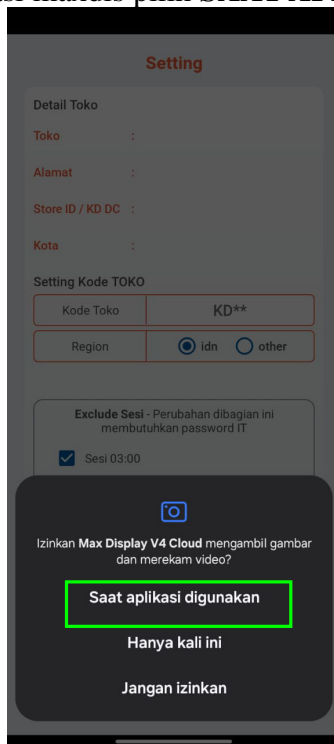 Setting
Detail Toko
Toko :
Alamat :
Store ID / KD DC :
Kota :
Setting Kode TOKO
Kode Toko KD**
Region idn other
Exclude Sesi - Perubahan dibagian ini
membutuhkan password IT
Sesi 03:00
Izinkan Max Display V4 Cloud mengambil gambar
dan merekam video?
Saat aplikasi digunakan
Hanya kali ini
Jangan izinkan